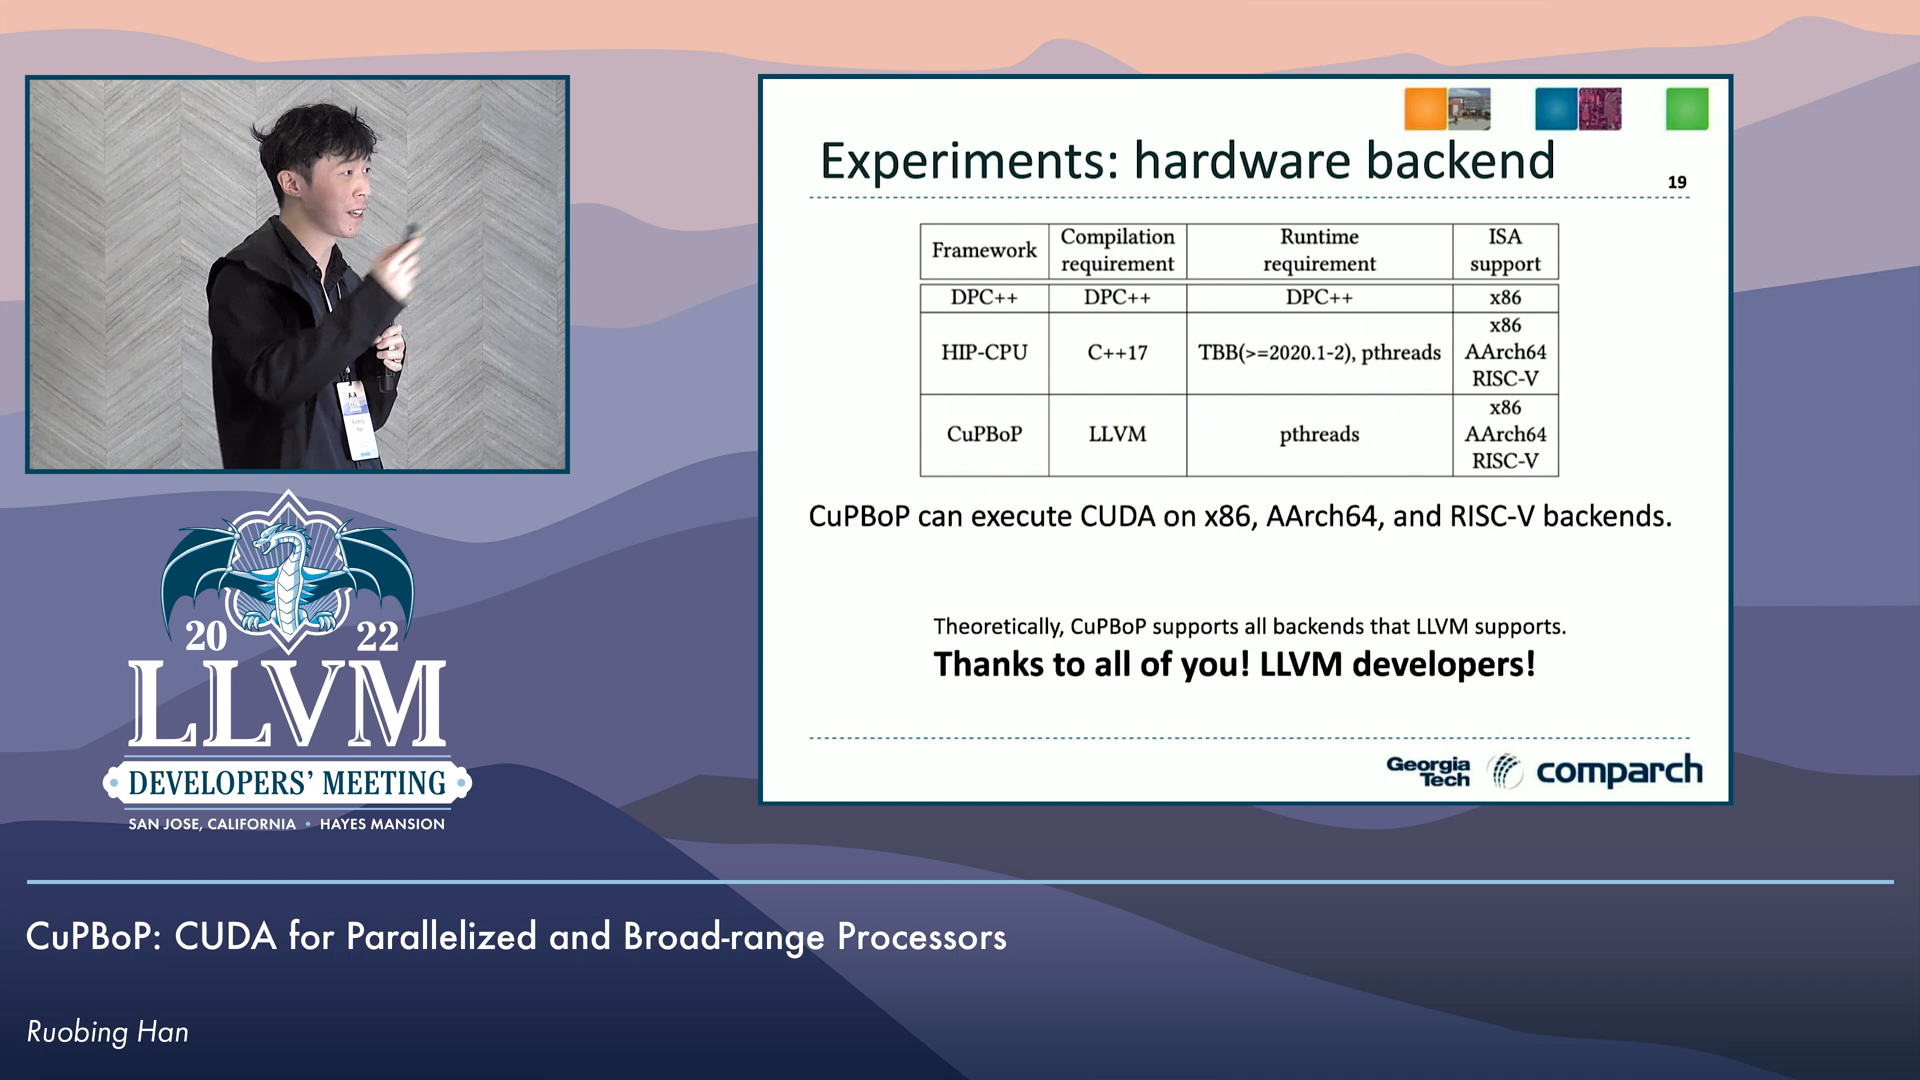 Experiments: hardware backend
19
Framework
Compilation requirement
Runtime requirement
ISA support
DPC++
DPC++
DPC++
x86
HIP-CPU
C++17
TBB(>=2020.1-2), pthreads
x86
AArch64
RISC-V
CuPBoP
LLVM
pthreads
x86
AArch64
RISC-V
CuPBoP can execute CUDA on x86, AArch64, and RISC-V backends.
Theoretically, CuPBoP supports all backends that LLVM supports.
Thanks to all of you! LLVM developers!
Georgia
Tech
comparch
20 22
LLVM
DEVELOPERS' MEETING
SAN JOSE, CALIFORNIA • HAYES MANSION
CuPBoP: CUDA for Parallelized and Broad-range Processors
Ruobing Han